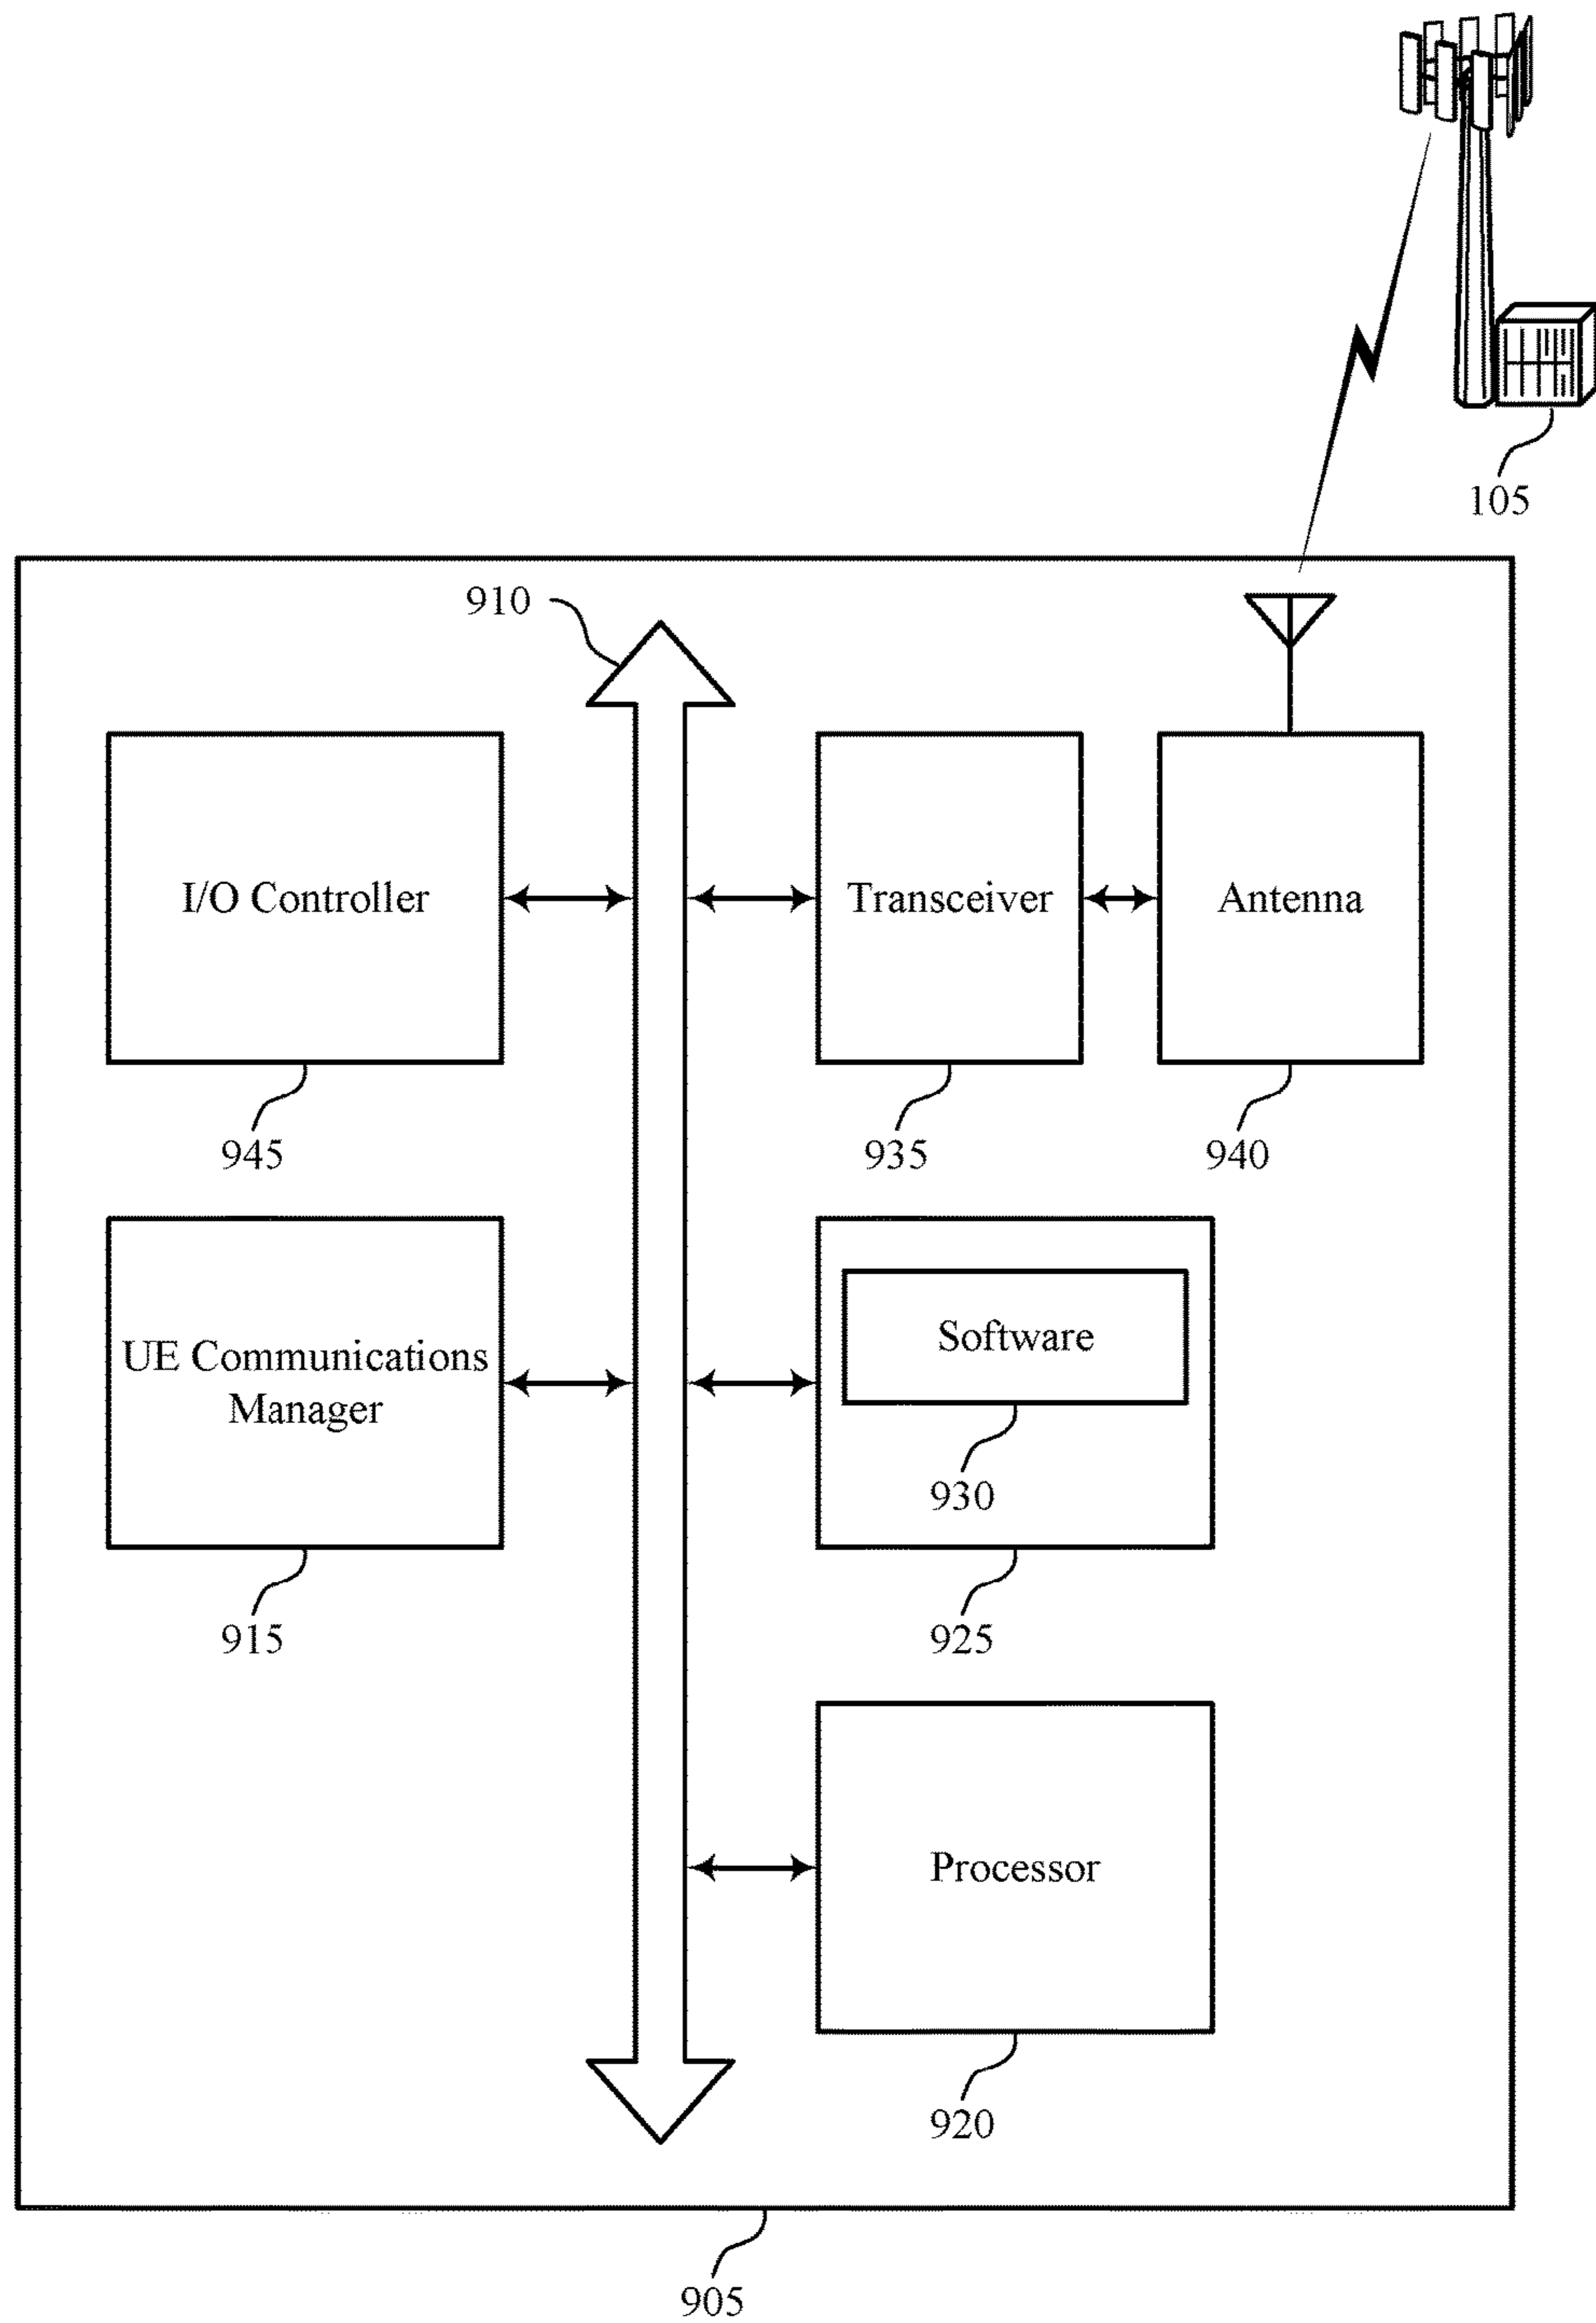 105
910
I/O Controller
Transceiver
Antenna
945
935
940
UE Communications
Manager
Software
930
915
925
Processor
920
905